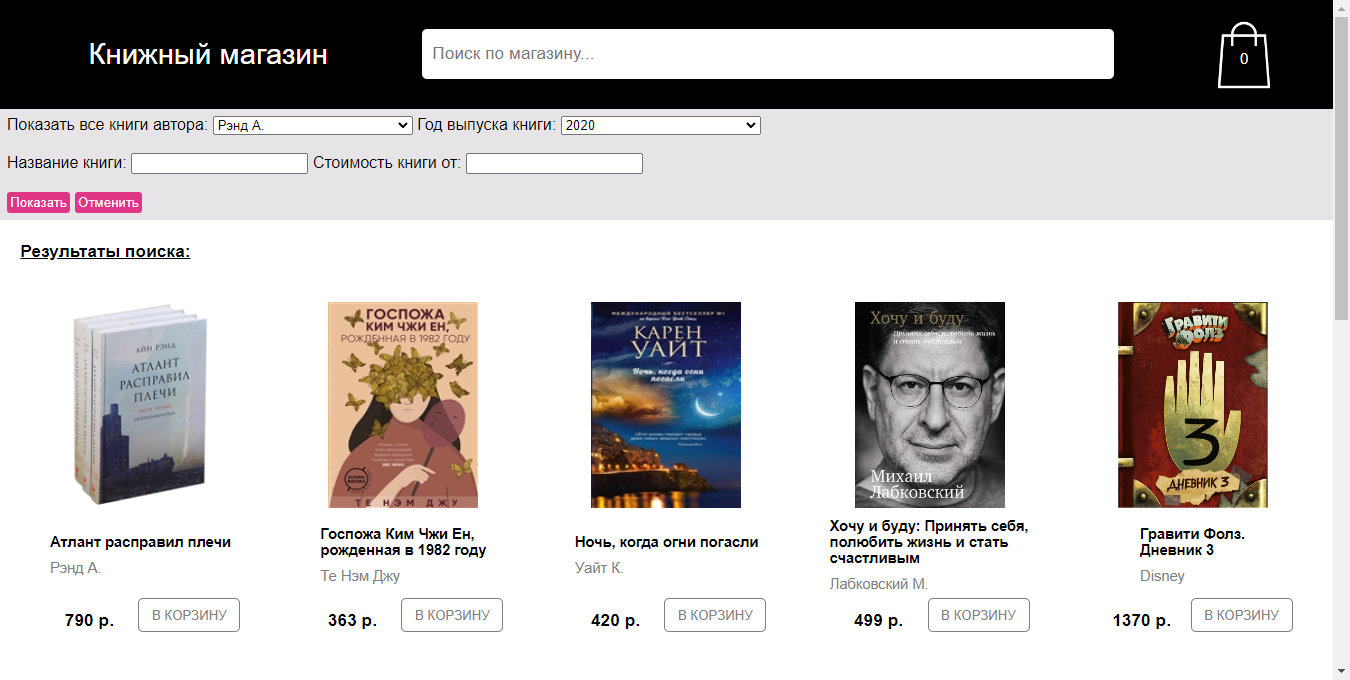 Книжный магазин
Поиск по магазину...
0
Показать все книги автора: Рэнд А. Год выпуска книги: 2020
Название книги: Стоимость книги от:
Показать Отменить
Результаты поиска:
АЙН РЭНД
АТЛАНТ
РАСПРАВИЛ
ПЛЕЧИ
ГОСПОЖА
КИМ ЧЖИ ЕН,
РОЖДЕННАЯ В 1982 ГОДУ
ТЕ НЭМ ДЖУ
МЕЖДУНАРОДНЫЙ БЕСТСЕЛЛЕР №1
КАРЕН
УАЙТ
Ночь, когда огни
погасли
Хочу и буду
Принять себя, полюбить жизнь
и стать счастливым
Михаил
Лабковский
ГРАВИТИ
ФОЛЗ
3
ДНЕВНИК 3
Атлант расправил плечи
Рэнд А.
790 р.
В КОРЗИНУ
Госпожа Ким Чжи Ен,
рожденная в 1982 году
Те Нэм Джу
363 р.
В КОРЗИНУ
Ночь, когда огни погасли
Уайт К.
420 р.
В КОРЗИНУ
Хочу и буду: Принять себя,
полюбить жизнь и стать
счастливым
Лабковский М.
499 р.
В КОРЗИНУ
Гравити Фолз.
Дневник 3
Disney
1370 р.
В КОРЗИНУ